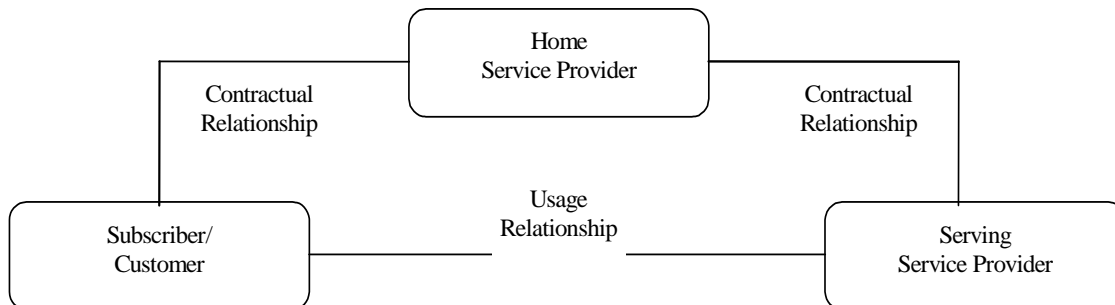 Home
Service Provider
Contractual
Relationship
Contractual
Relationship
Usage
Relationship
Subscriber/
Customer
Serving
Service Provider